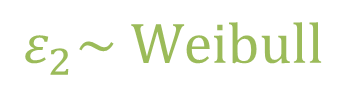 ε₂ ~ Weibull